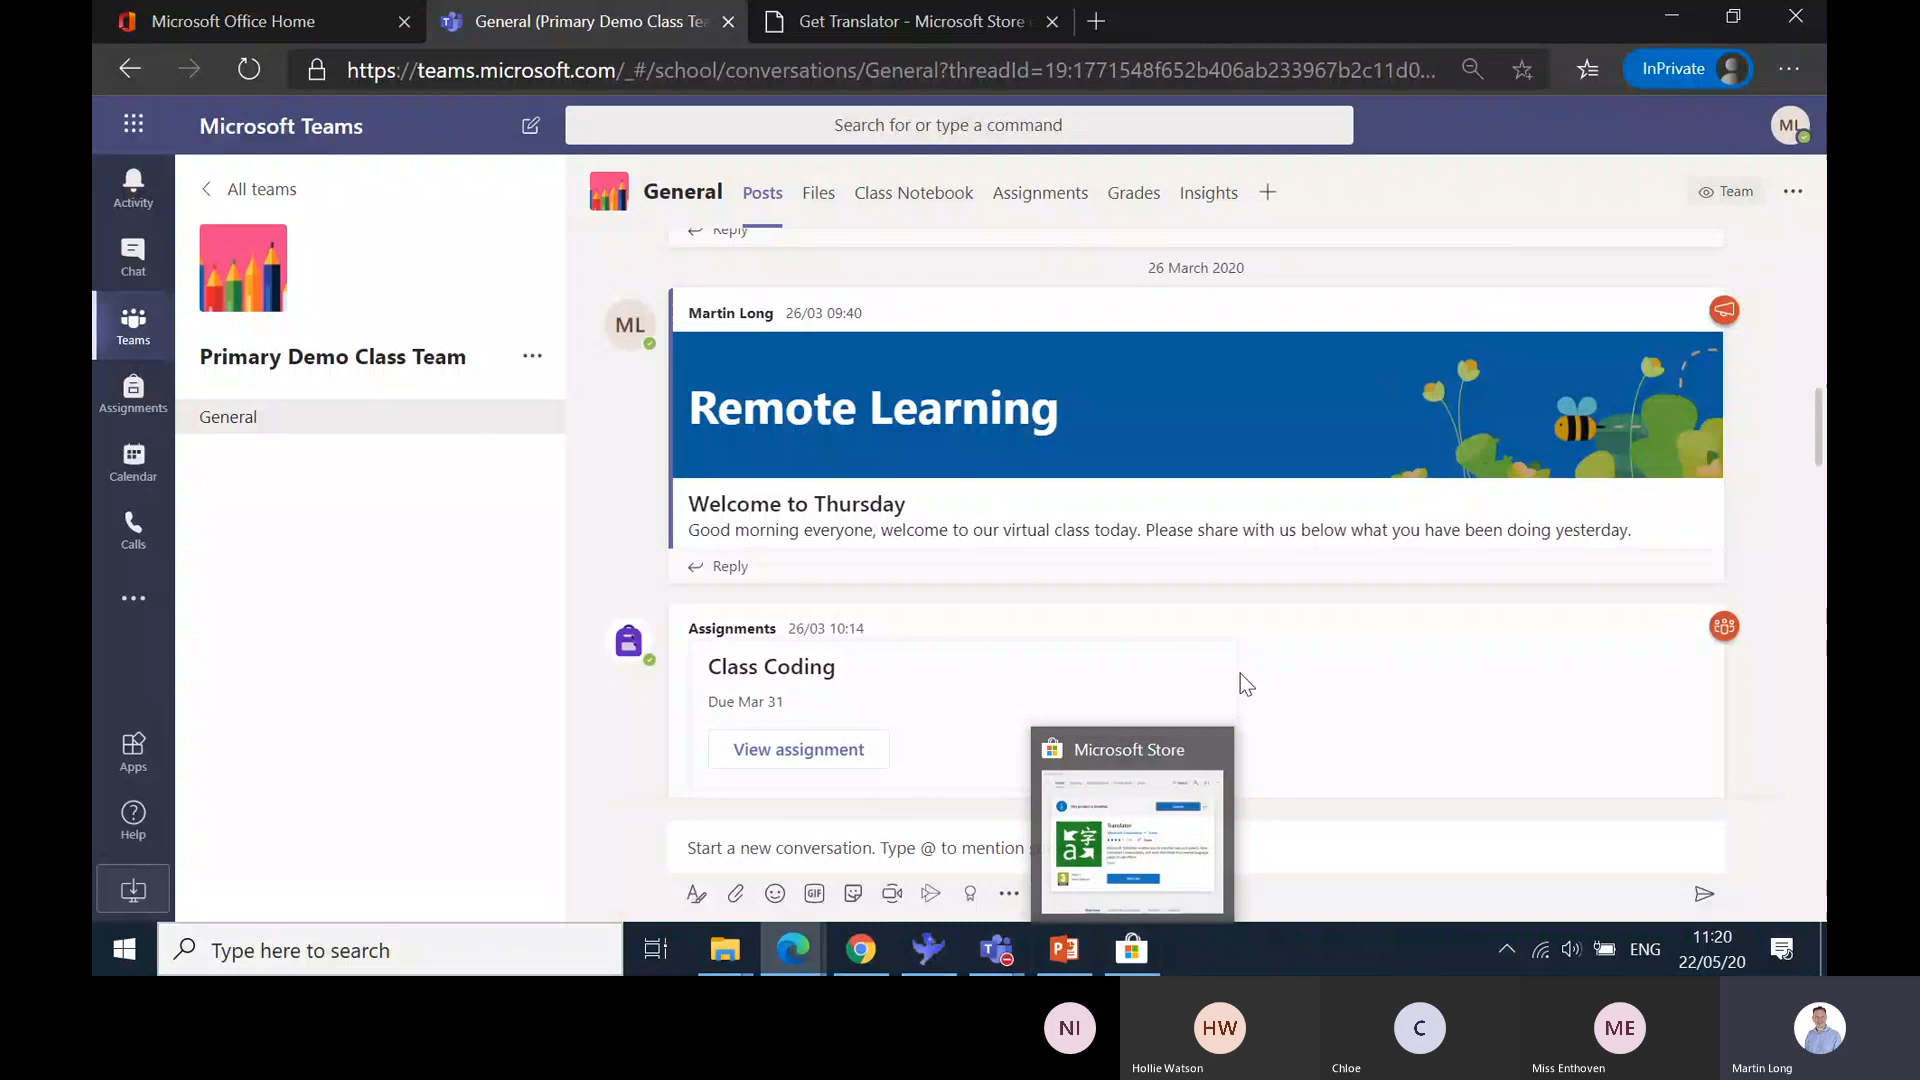 Microsoft Office Home
General (Primary Demo Class Te
Get Translator - Microsoft Store
https://teams.microsoft.com/_#/school/conversations/General?threadId=19:1771548f652b406ab233967b2c11d0...
InPrivate
Microsoft Teams
Search for or type a command
ML
Activity
Chat
Teams
Assignments
Calendar
Calls
Apps
Help
All teams
Primary Demo Class Team
General
General
Posts
Files
Class Notebook
Assignments
Grades
Insights
Team
Reply
26 March 2020
ML
Martin Long 26/03 09:40
Remote Learning
Welcome to Thursday
Good morning everyone, welcome to our virtual class today. Please share with us below what you have been doing yesterday.
Reply
Assignments 26/03 10:14
Class Coding
Due Mar 31
View assignment
Microsoft Store
Translator
Start a new conversation. Type @ to mention
GIF
Type here to search
ENG
11:20
22/05/20
NI
HW
Hollie Watson
C
Chloe
ME
Miss Enthoven
Martin Long